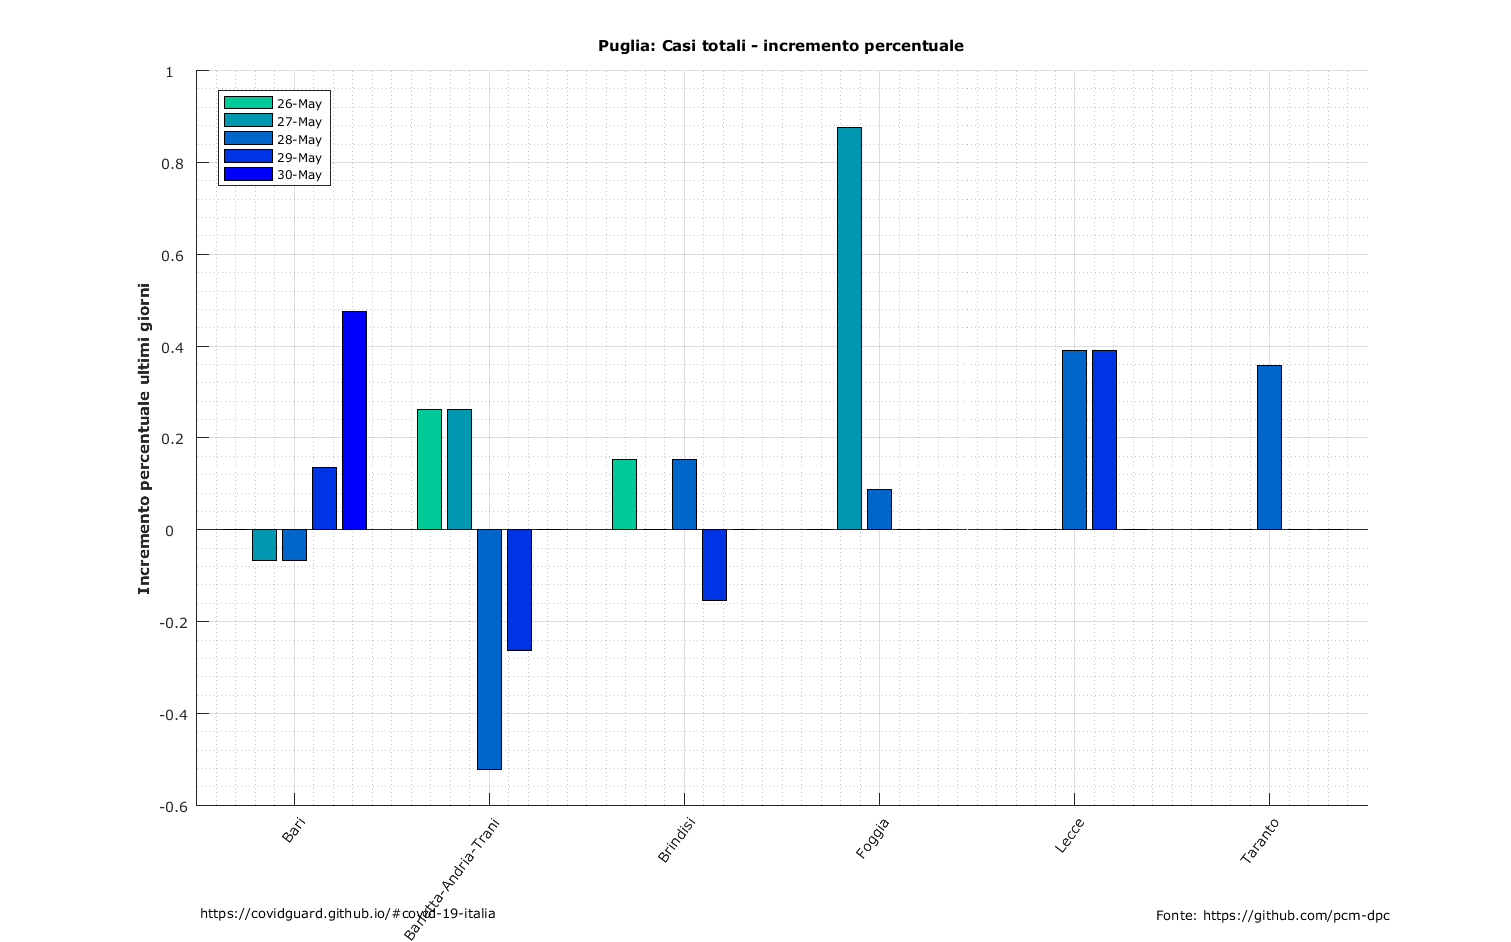 Puglia: Casi totali - incremento percentuale
1
0.8
0.6
0.4
0.2
0
-0.2
-0.4
-0.6
Incremento percentuale ultimi giorni
26-May
27-May
28-May
29-May
30-May
Bari
Barletta-Andria-Trani
Brindisi
Foggia
Lecce
Taranto
https://covidguard.github.io/#covid-19-italia
Fonte: https://github.com/pcm-dpc